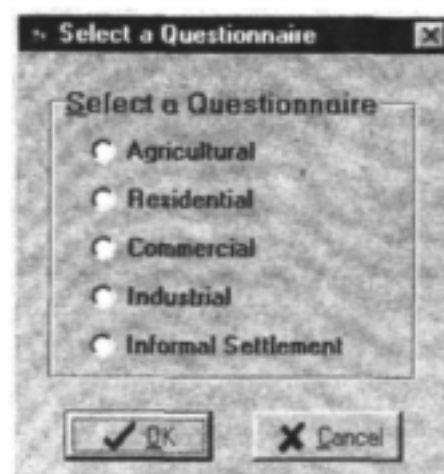 Select a Questionnaire
Select a Questionnaire
Agricultural
Residential
Commercial
Industrial
Informal Settlement
OK
Cancel